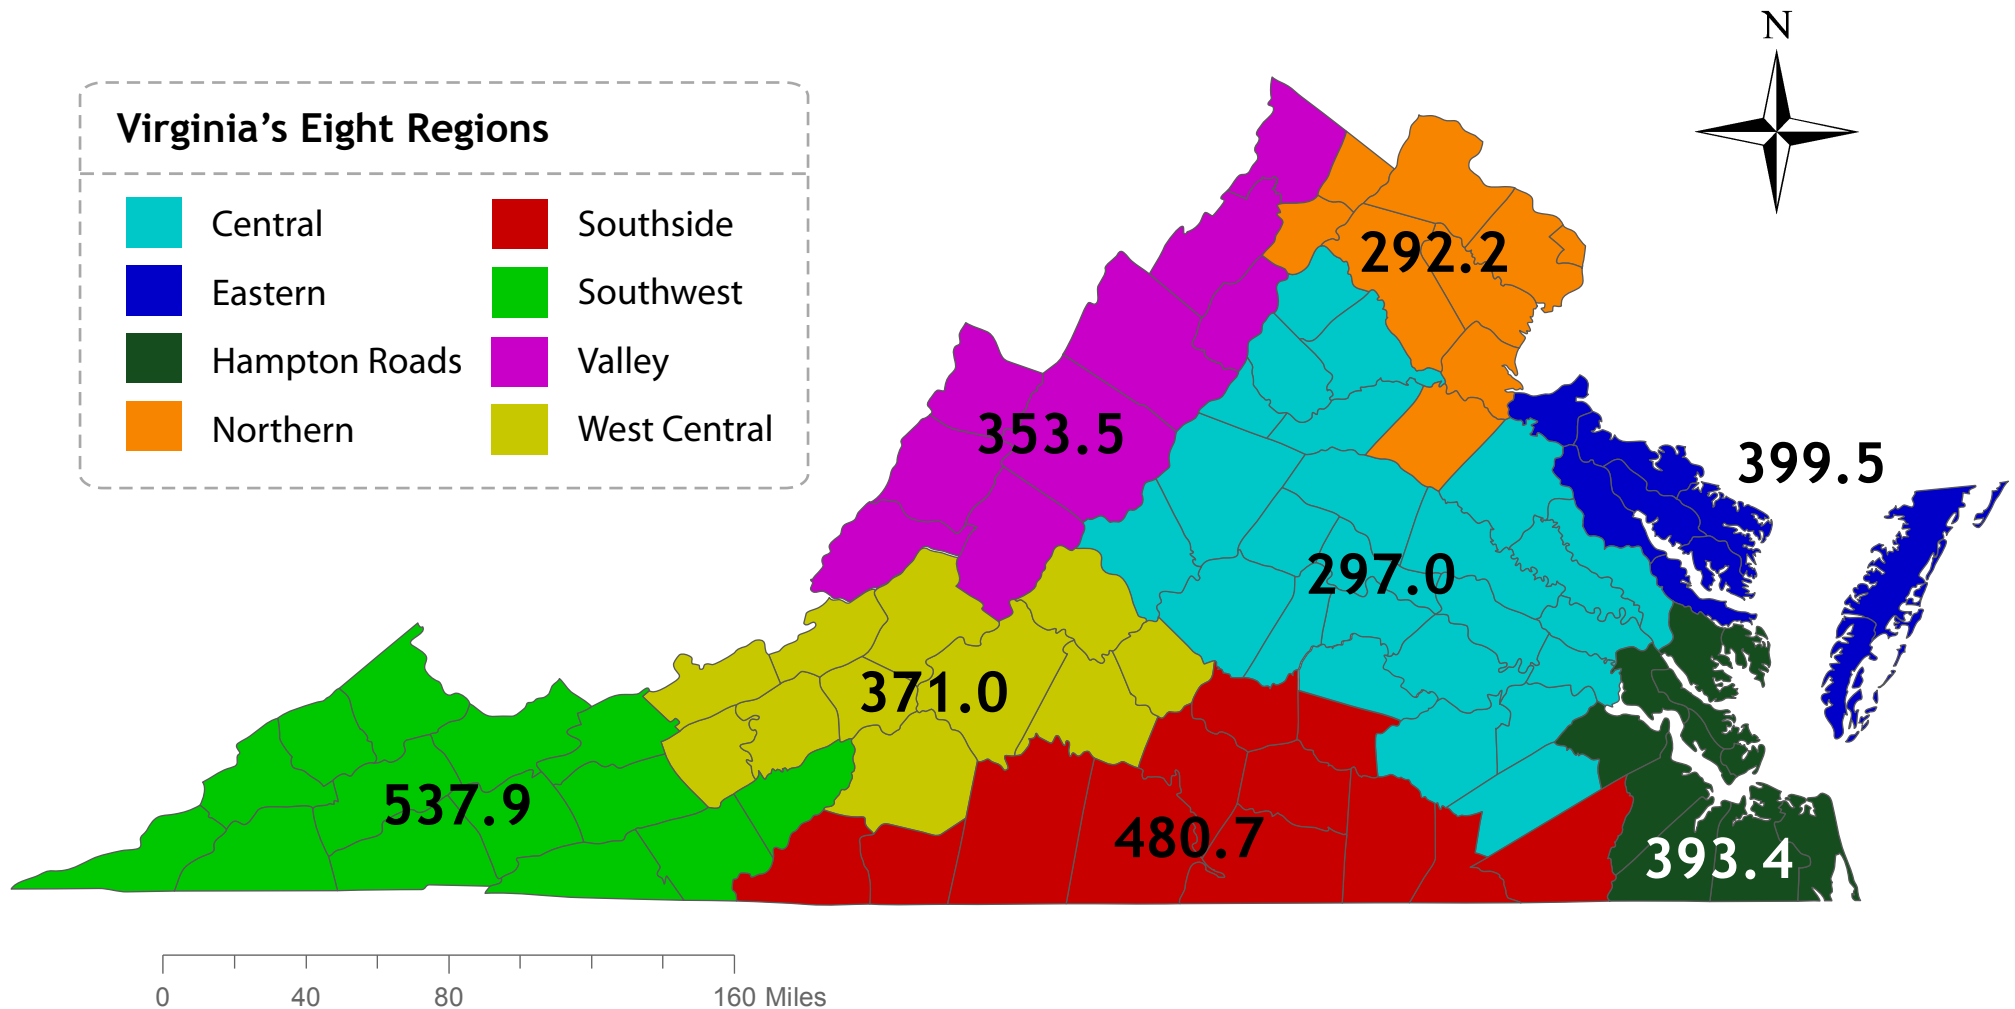 N
Virginia’s Eight Regions
Central
Eastern
Hampton Roads
Northern
Southside
Southwest
Valley
West Central
292.2
353.5
399.5
297.0
371.0
537.9
480.7
393.4
0 40 80 160 Miles